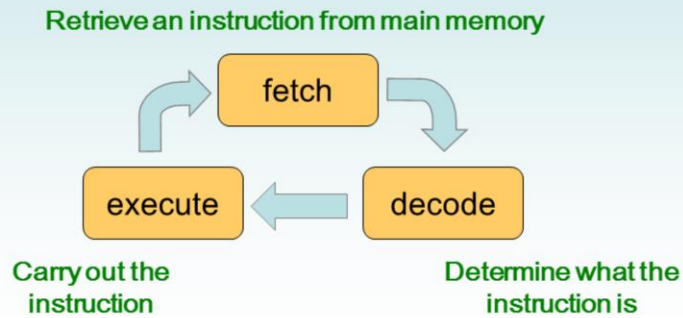 Retrieve an instruction from main memory
fetch
execute
decode
Carry out the
instruction
Determine what the
instruction is